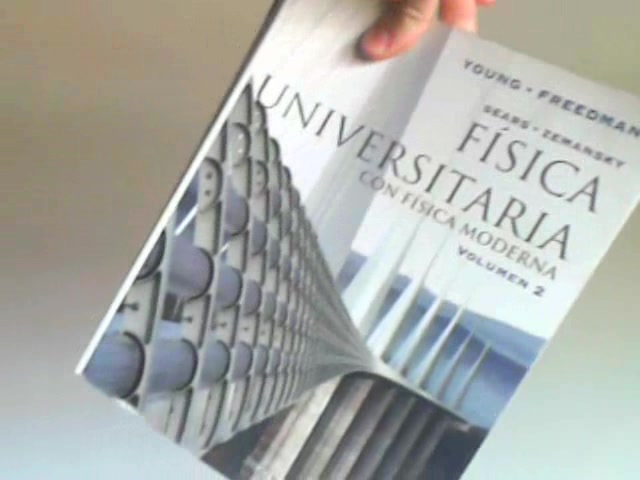 YOUNG • FREEDMAN
SEARS • ZEMANSKY
FÍSICA
UNIVERSITARIA
CON FÍSICA MODERNA
VOLUMEN 2